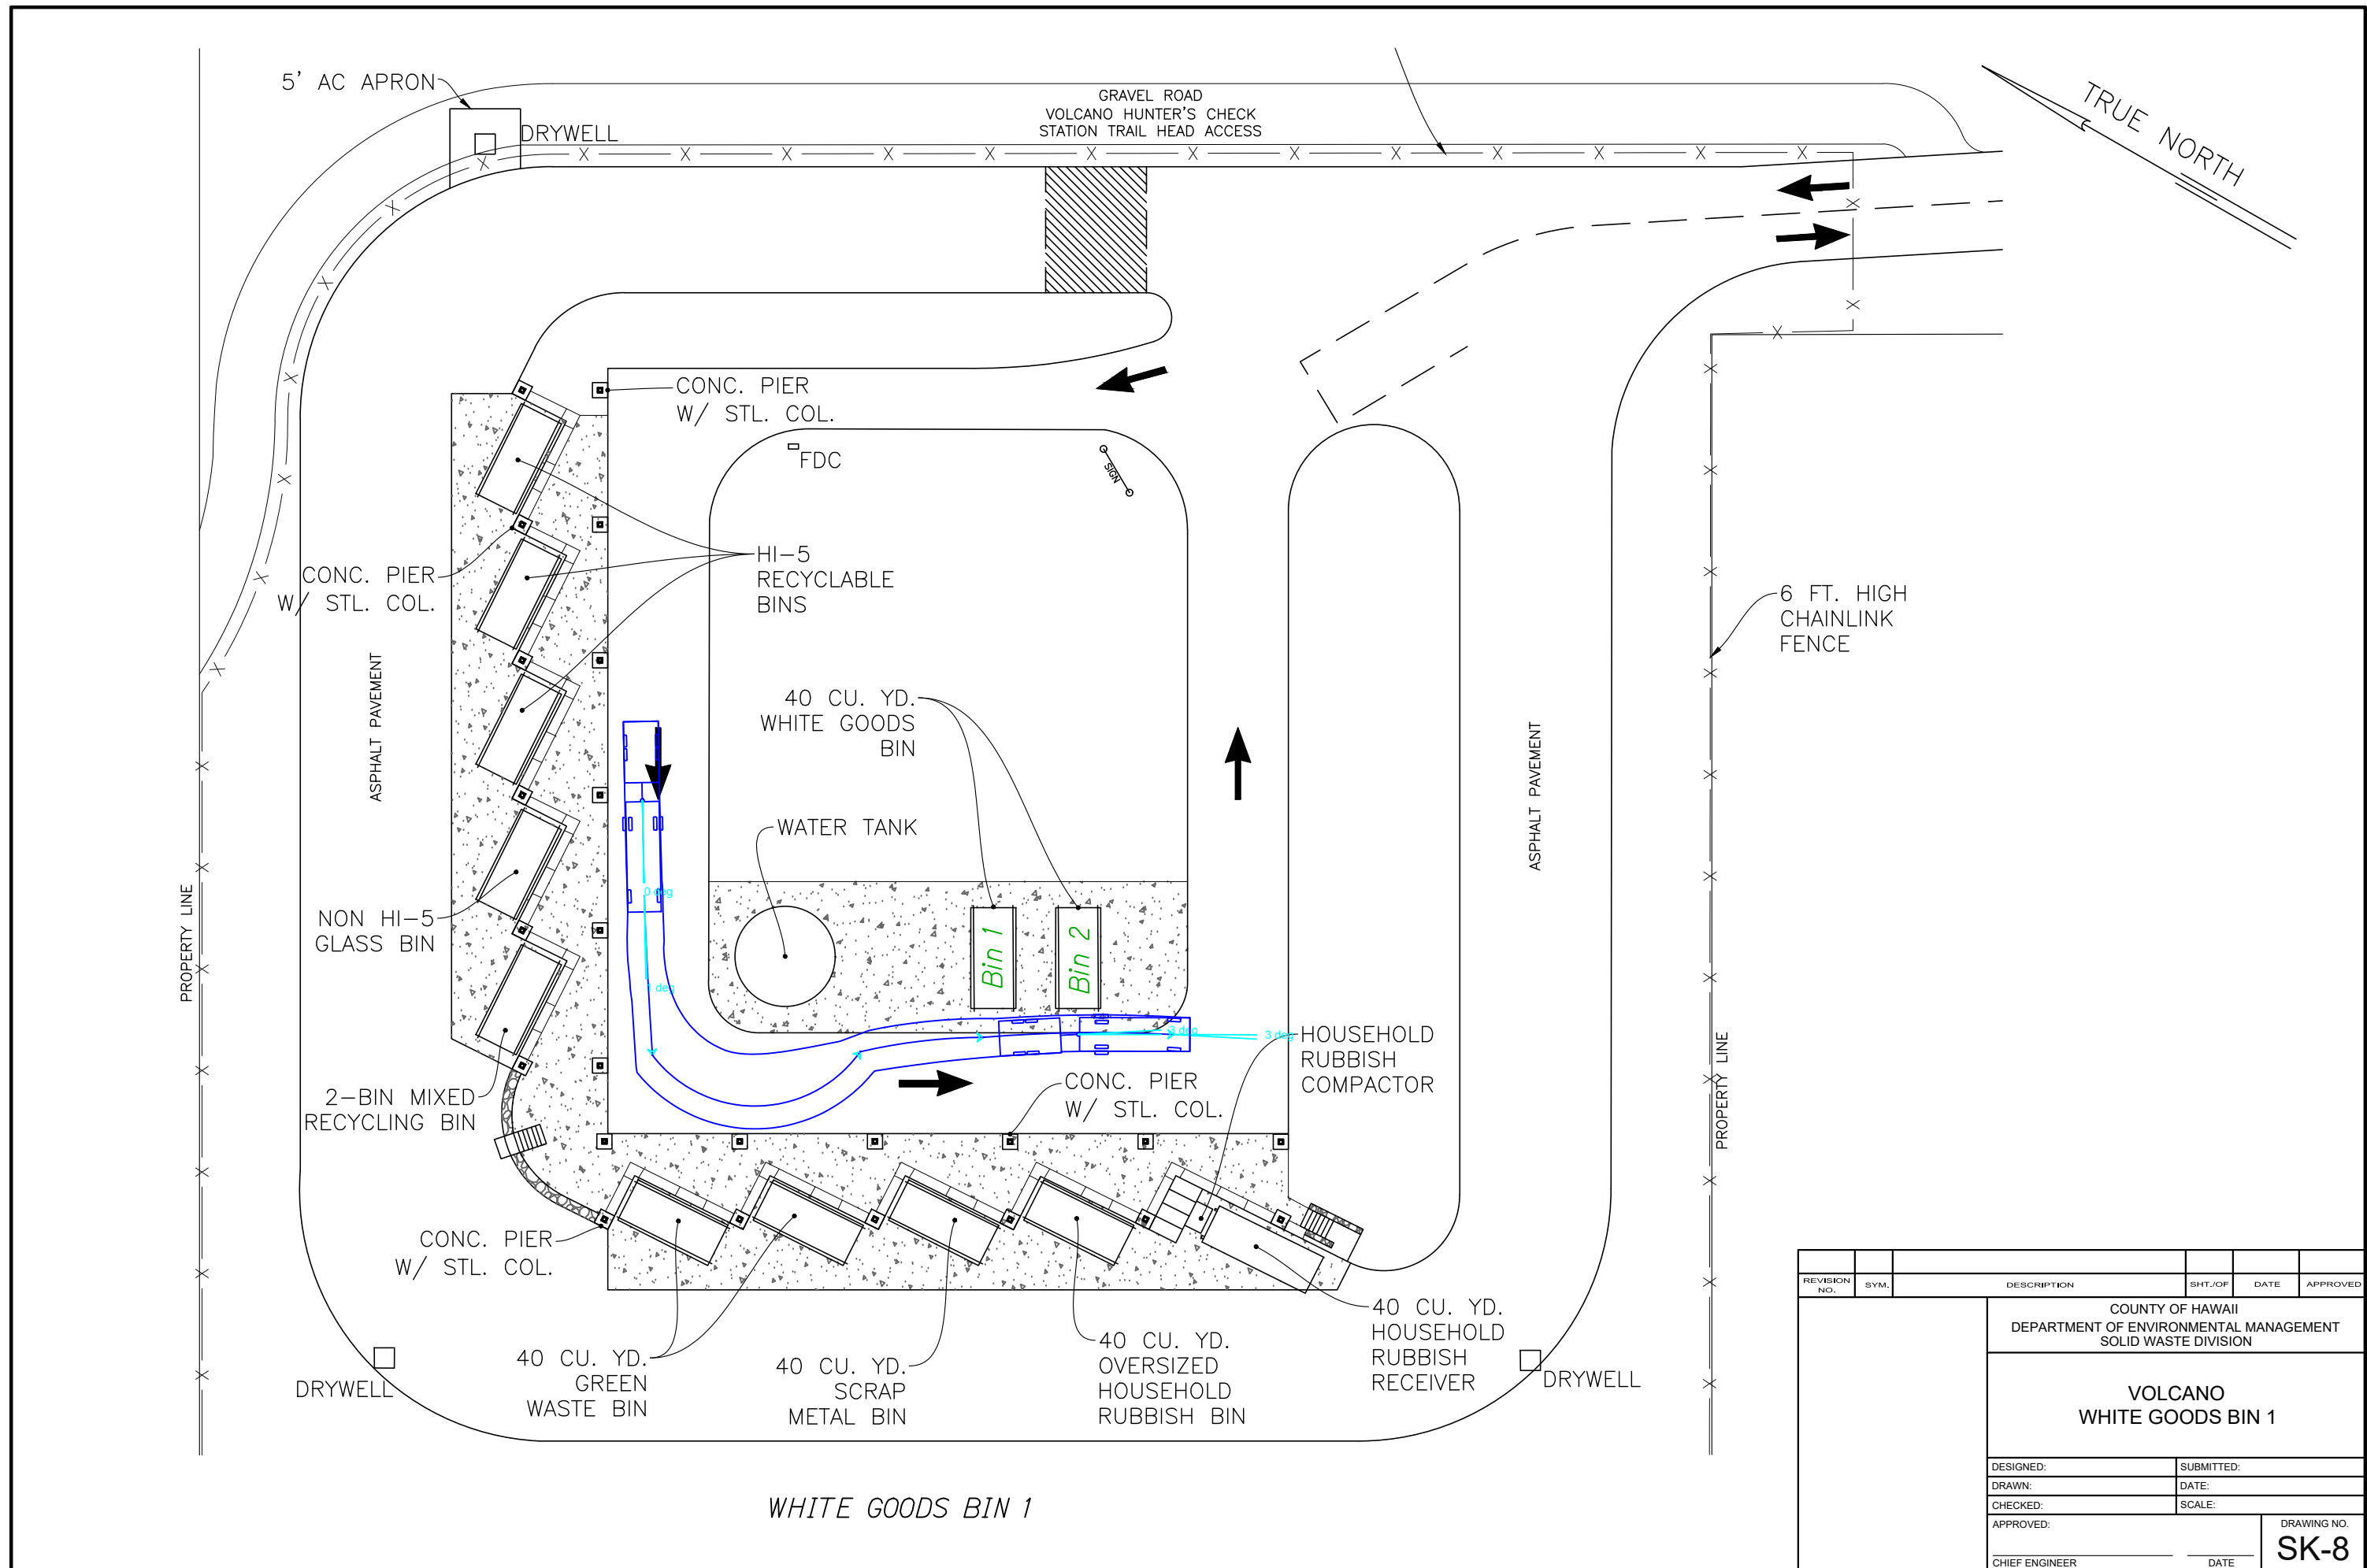 5' AC APRON
DRYWELL
GRAVEL ROAD
VOLCANO HUNTER'S CHECK
STATION TRAIL HEAD ACCESS
TRUE NORTH
CONC. PIER
W/ STL. COL.
FDC
SIGN
HI-5
RECYCLABLE
BINS
CONC. PIER
W/ STL. COL.
6 FT. HIGH
CHAINLINK
FENCE
ASPHALT PAVEMENT
40 CU. YD.
WHITE GOODS
BIN
ASPHALT PAVEMENT
WATER TANK
0 deg
NON HI-5
GLASS BIN
PROPERTY LINE
Bin 1
Bin 2
deg
3 deg
3 deg
HOUSEHOLD
RUBBISH
COMPACTOR
PROPERTY LINE
2-BIN MIXED
RECYCLING BIN
CONC. PIER
W/ STL. COL.
CONC. PIER
W/ STL. COL.
DRYWELL
40 CU. YD.
GREEN
WASTE BIN
40 CU. YD.
SCRAP
METAL BIN
40 CU. YD.
OVERSIZED
HOUSEHOLD
RUBBISH BIN
40 CU. YD.
HOUSEHOLD
RUBBISH
RECEIVER
DRYWELL
WHITE GOODS BIN 1
REVISION
NO.
SYM.
DESCRIPTION
SHT./OF
DATE
APPROVED
COUNTY OF HAWAII
DEPARTMENT OF ENVIRONMENTAL MANAGEMENT
SOLID WASTE DIVISION
VOLCANO
WHITE GOODS BIN 1
DESIGNED:
SUBMITTED:
DRAWN:
DATE:
CHECKED:
SCALE:
APPROVED:
CHIEF ENGINEER
DATE
DRAWING NO.
SK-8